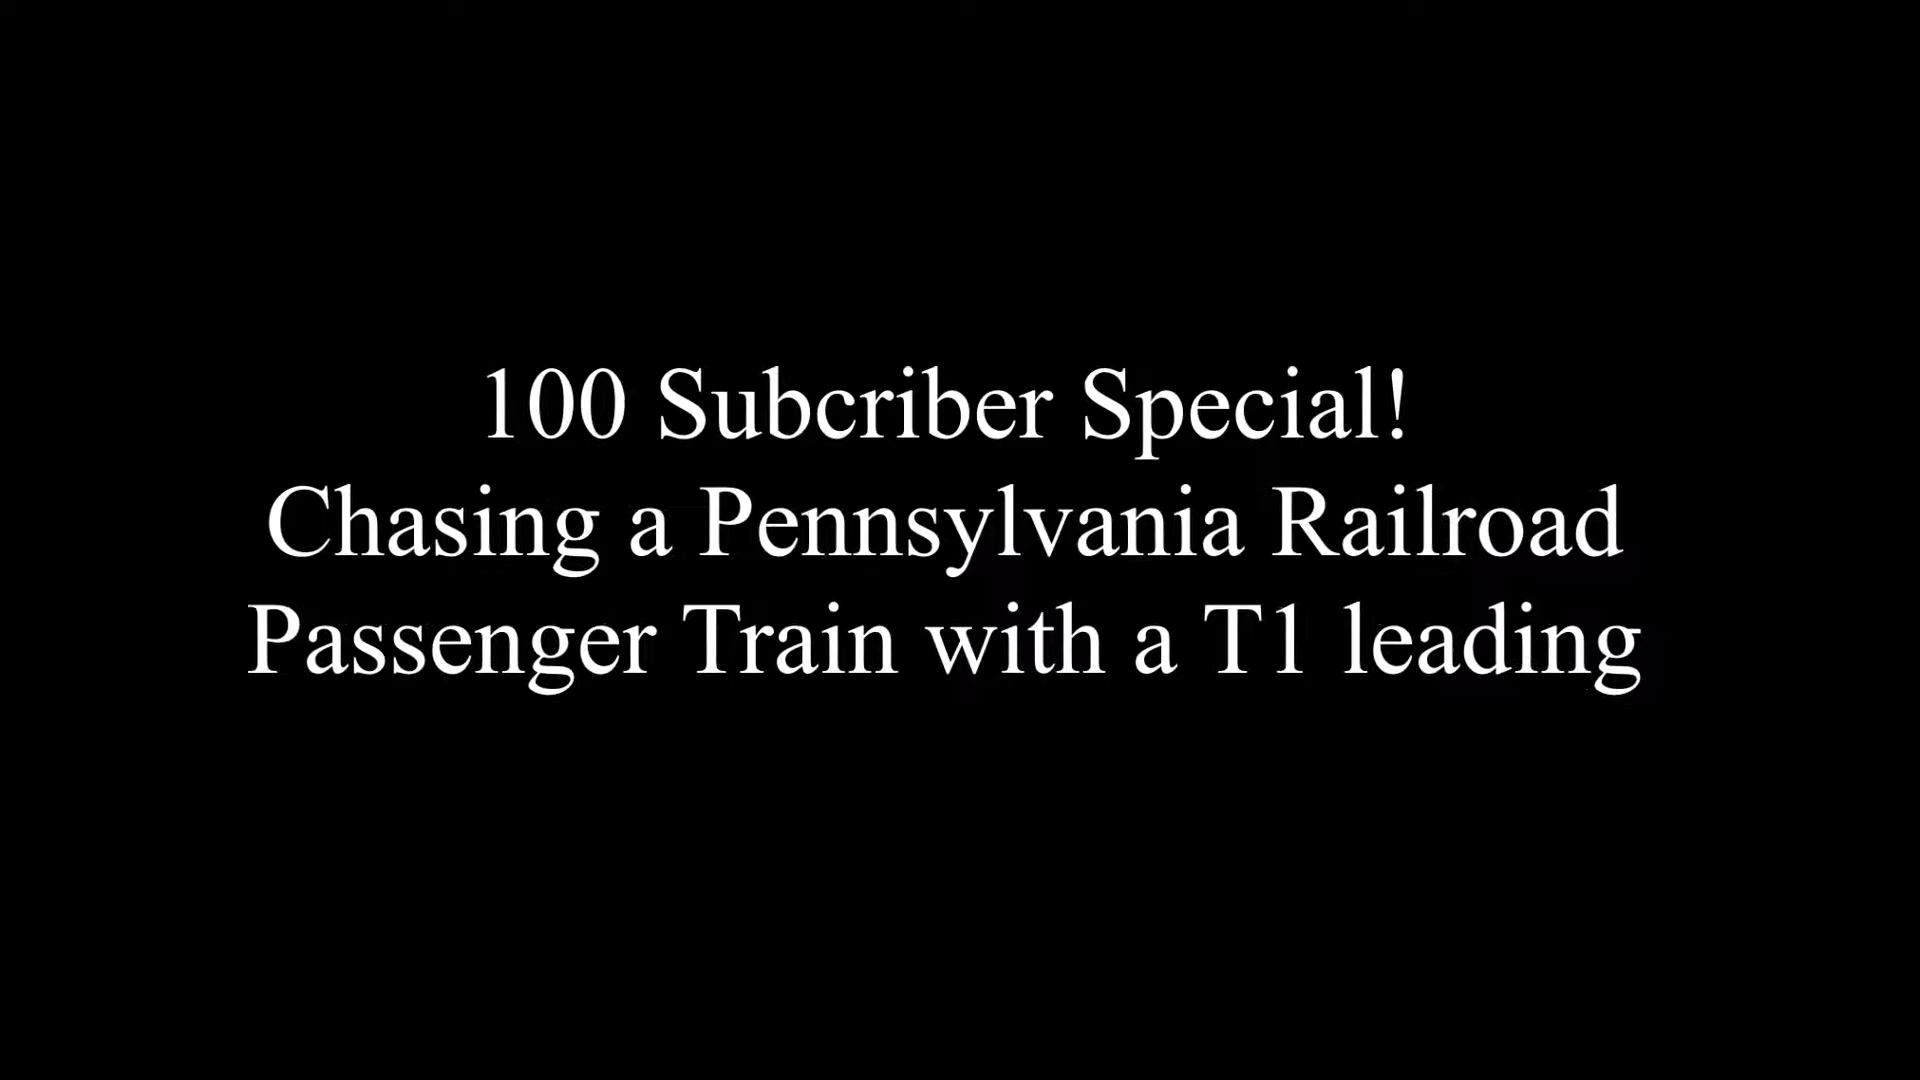 100 Subcriber Special!
Chasing a Pennsylvania Railroad
Passenger Train with a T1 leading